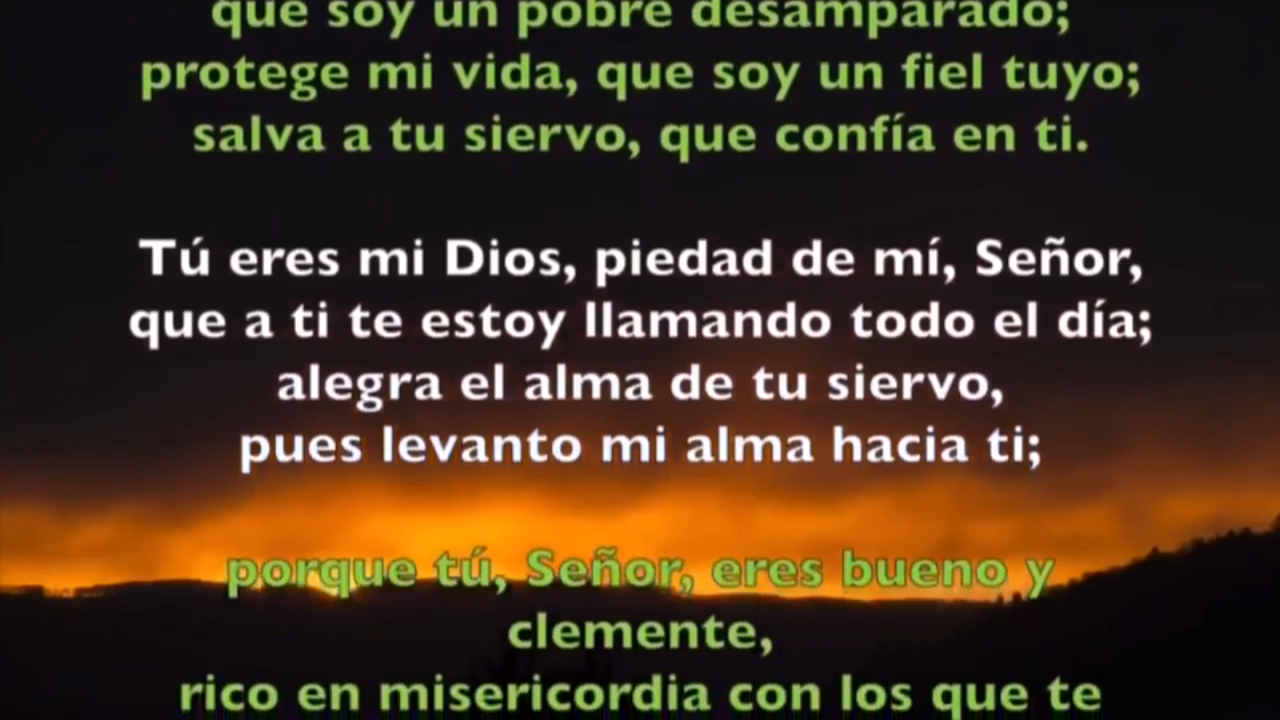 que soy un pobre desamparado;
protege mi vida, que soy un fiel tuyo;
salva a tu siervo, que confía en ti.
Tú eres mi Dios, piedad de mí, Señor,
que a ti te estoy llamando todo el día;
alegra el alma de tu siervo,
pues levanto mi alma hacia ti;
porque tú, Señor, eres bueno y
clemente,
rico en misericordia con los que te